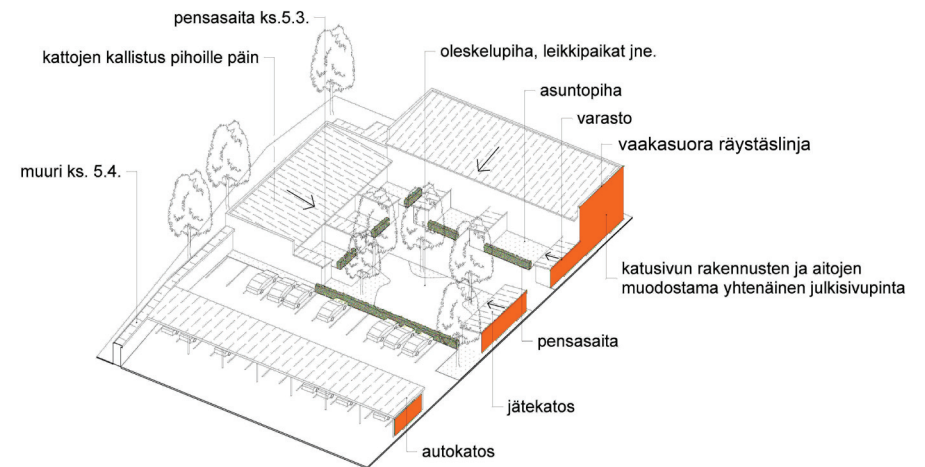 pensasaita ks.5.3.
kattojen kallistus pihoille päin
oleskelupiha, leikkipaikat jne.
asuntopiha
varasto
vaakasuora räystäslinja
muuri ks. 5.4.
katusivun rakennusten ja aitojen
muodostama yhtenäinen julkisivupinta
pensasaita
jätekatos
autokatos